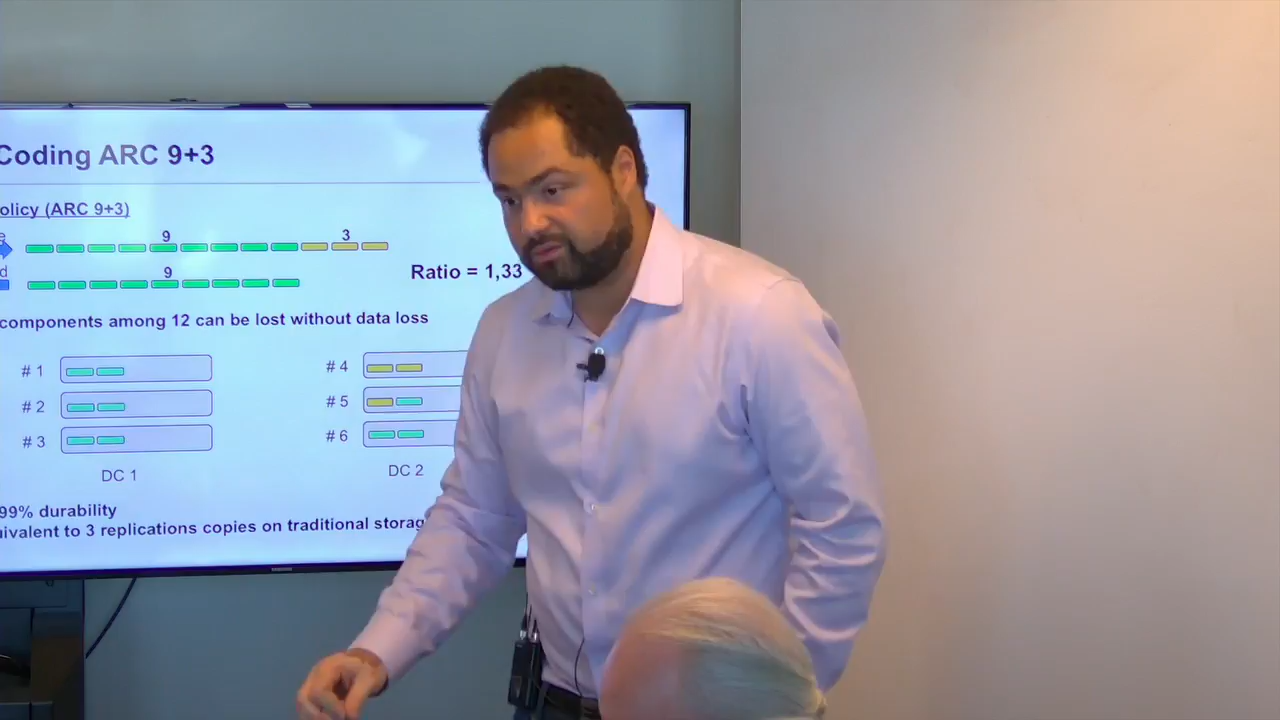 Coding ARC 9+3
olicy (ARC 9+3)
9
3
9
Ratio = 1,33
components among 12 can be lost without data loss
# 1
# 4
# 2
# 5
# 3
# 6
DC 1
DC 2
99% durability
uivalent to 3 replications copies on traditional storag